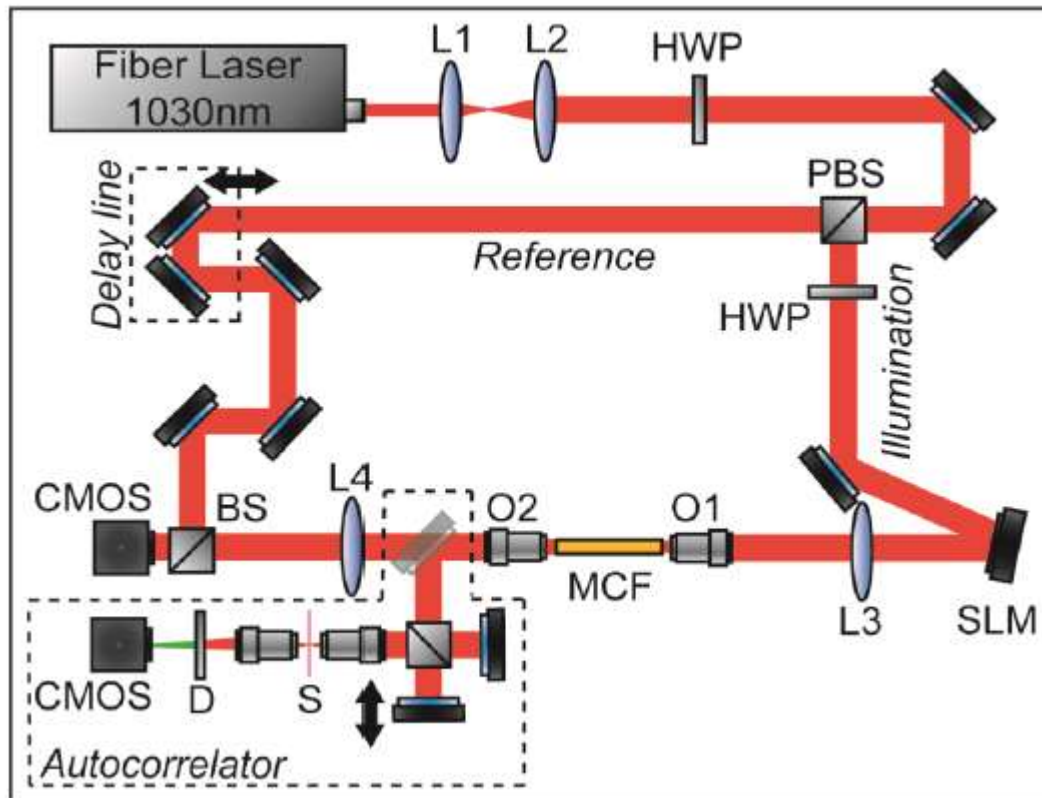 Fiber Laser
1030nm
L1
L2
HWP
PBS
Delay line
Reference
HWP
Illumination
CMOS
BS
L4
O2
O1
MCF
L3
SLM
CMOS
D
S
Autocorrelator